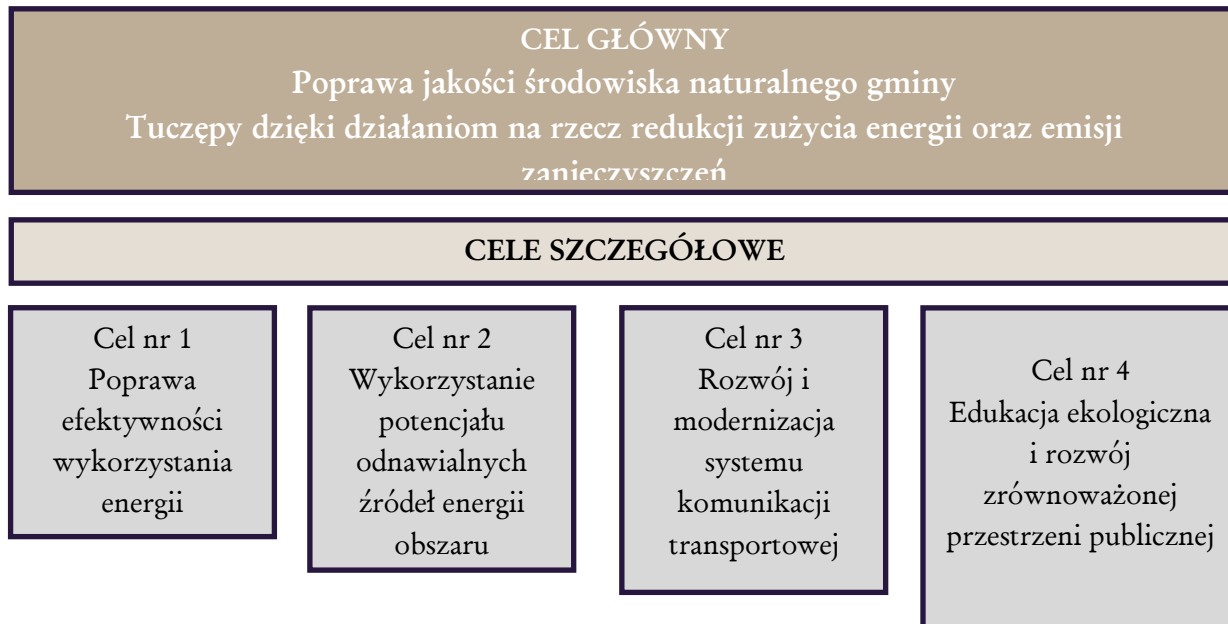 CEL GŁÓWNY
Poprawa jakości środowiska naturalnego gminy
Tuczępy dzięki działaniom na rzecz redukcji zużycia energii oraz emisji
zanieczyszczeń
CELE SZCZEGÓŁOWE
Cel nr 1
Poprawa
efektywności
wykorzystania
energii
Cel nr 2
Wykorzystanie
potencjału
odnawialnych
źródeł energii
obszaru
Cel nr 3
Rozwój i
modernizacja
systemu
komunikacji
transportowej
Cel nr 4
Edukacja ekologiczna
i rozwój
zrównoważonej
przestrzeni publicznej